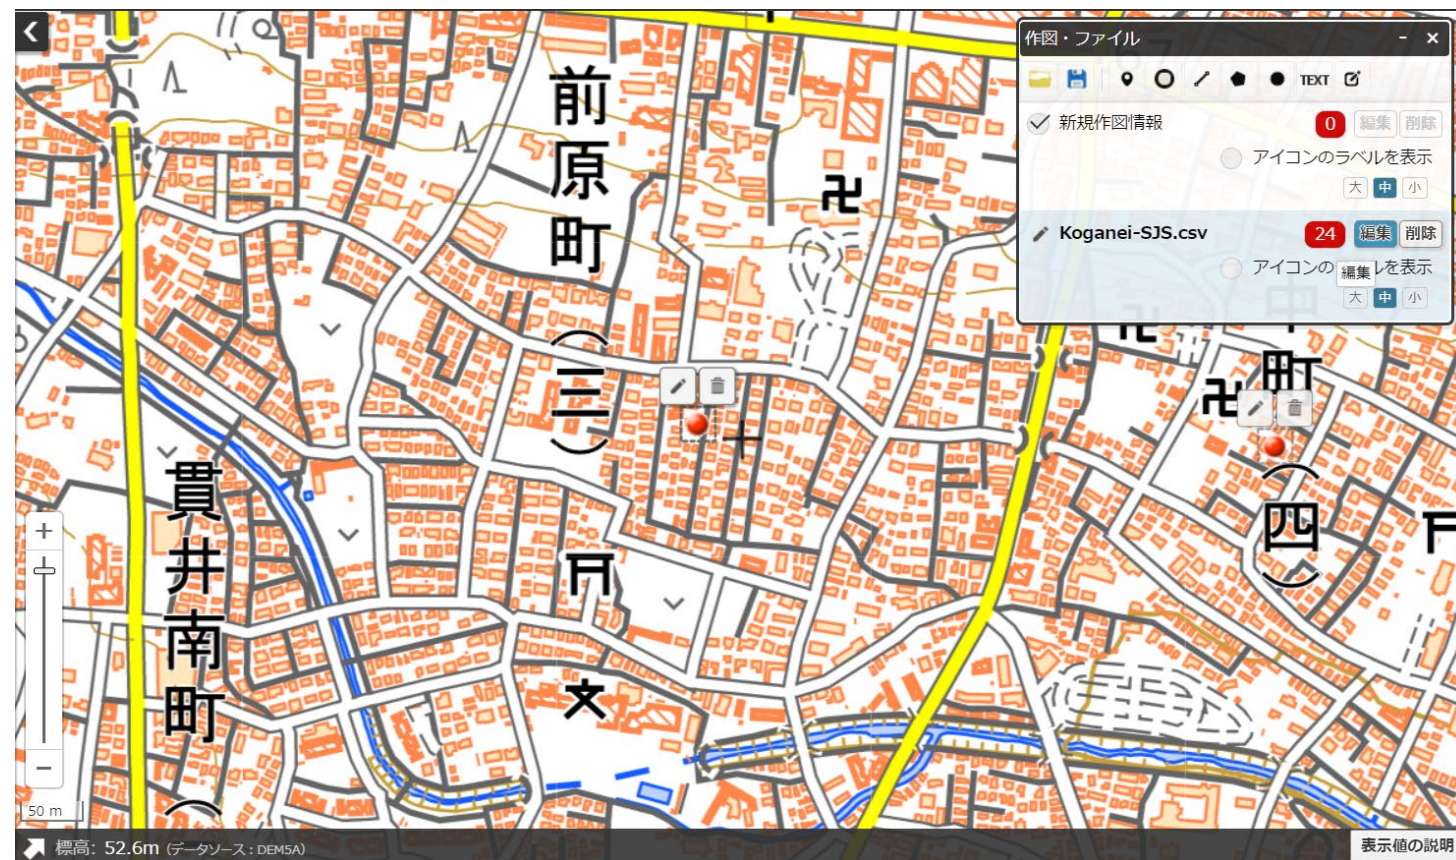 作図・ファイル
TEXT
新規作図情報
0
編集
削除
アイコンのラベルを表示
大
中
小
Koganei-SJS.csv
24
編集
削除
アイコンの
編集
ルを表示
大
中
小
前原町(三)
貫井南町(
中町(四)
50 m
標高: 52.6m (データソース:DEM5A)
表示値の説明